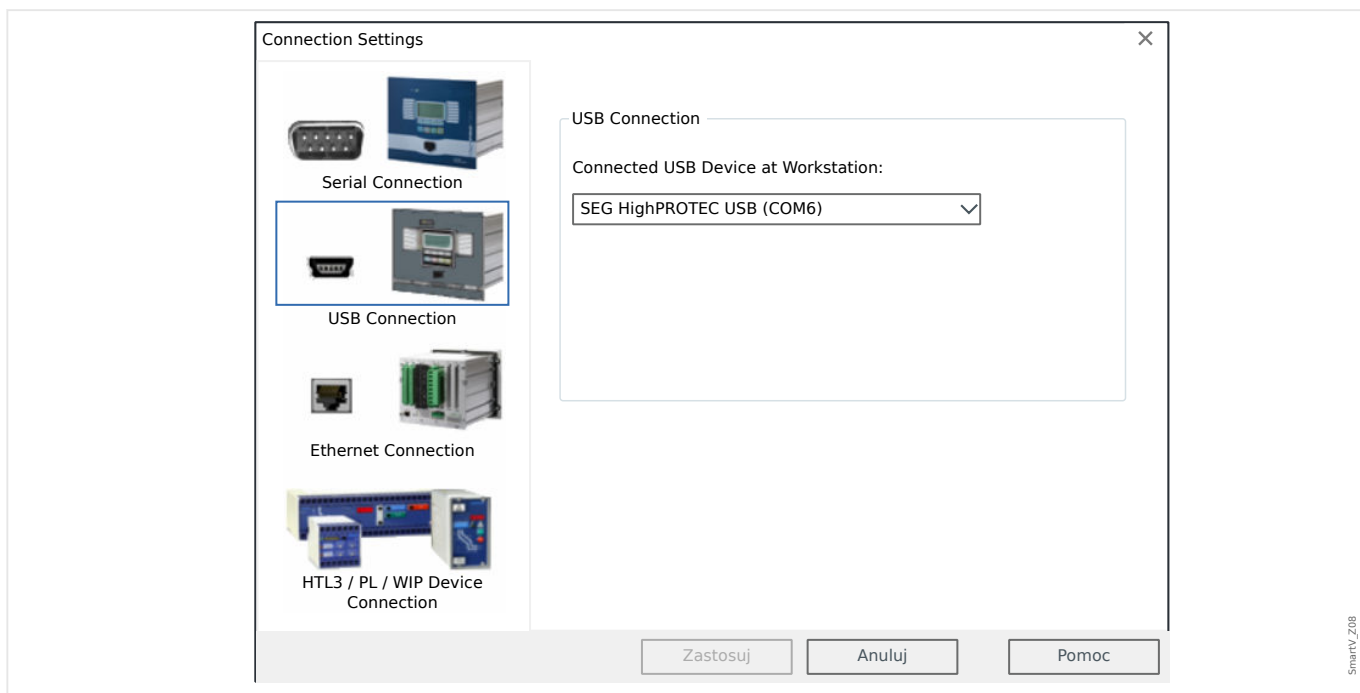 Connection Settings
Serial Connection
USB Connection
Ethernet Connection
HTL3 / PL / WIP Device
Connection
USB Connection
Connected USB Device at Workstation:
SEG HighPROTEC USB (COM6)
Zastosuj
Anuluj
Pomoc
SmartV_Z08